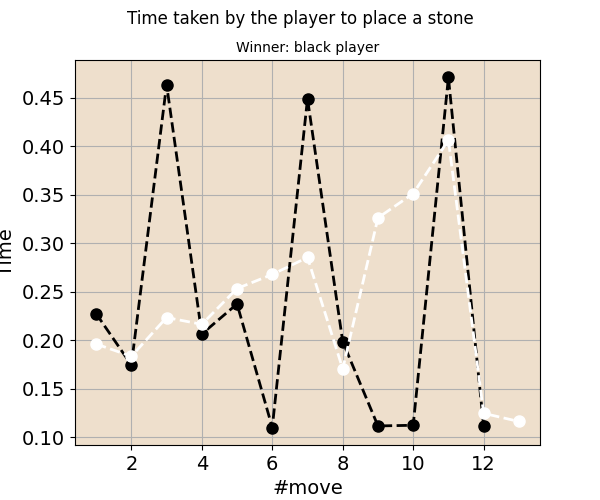 Time taken by the player to place a stone
Winner: black player
0.45
0.40
0.35
0.30
0.25
0.20
0.15
0.10
Time
2 4 6 8 10 12
#move